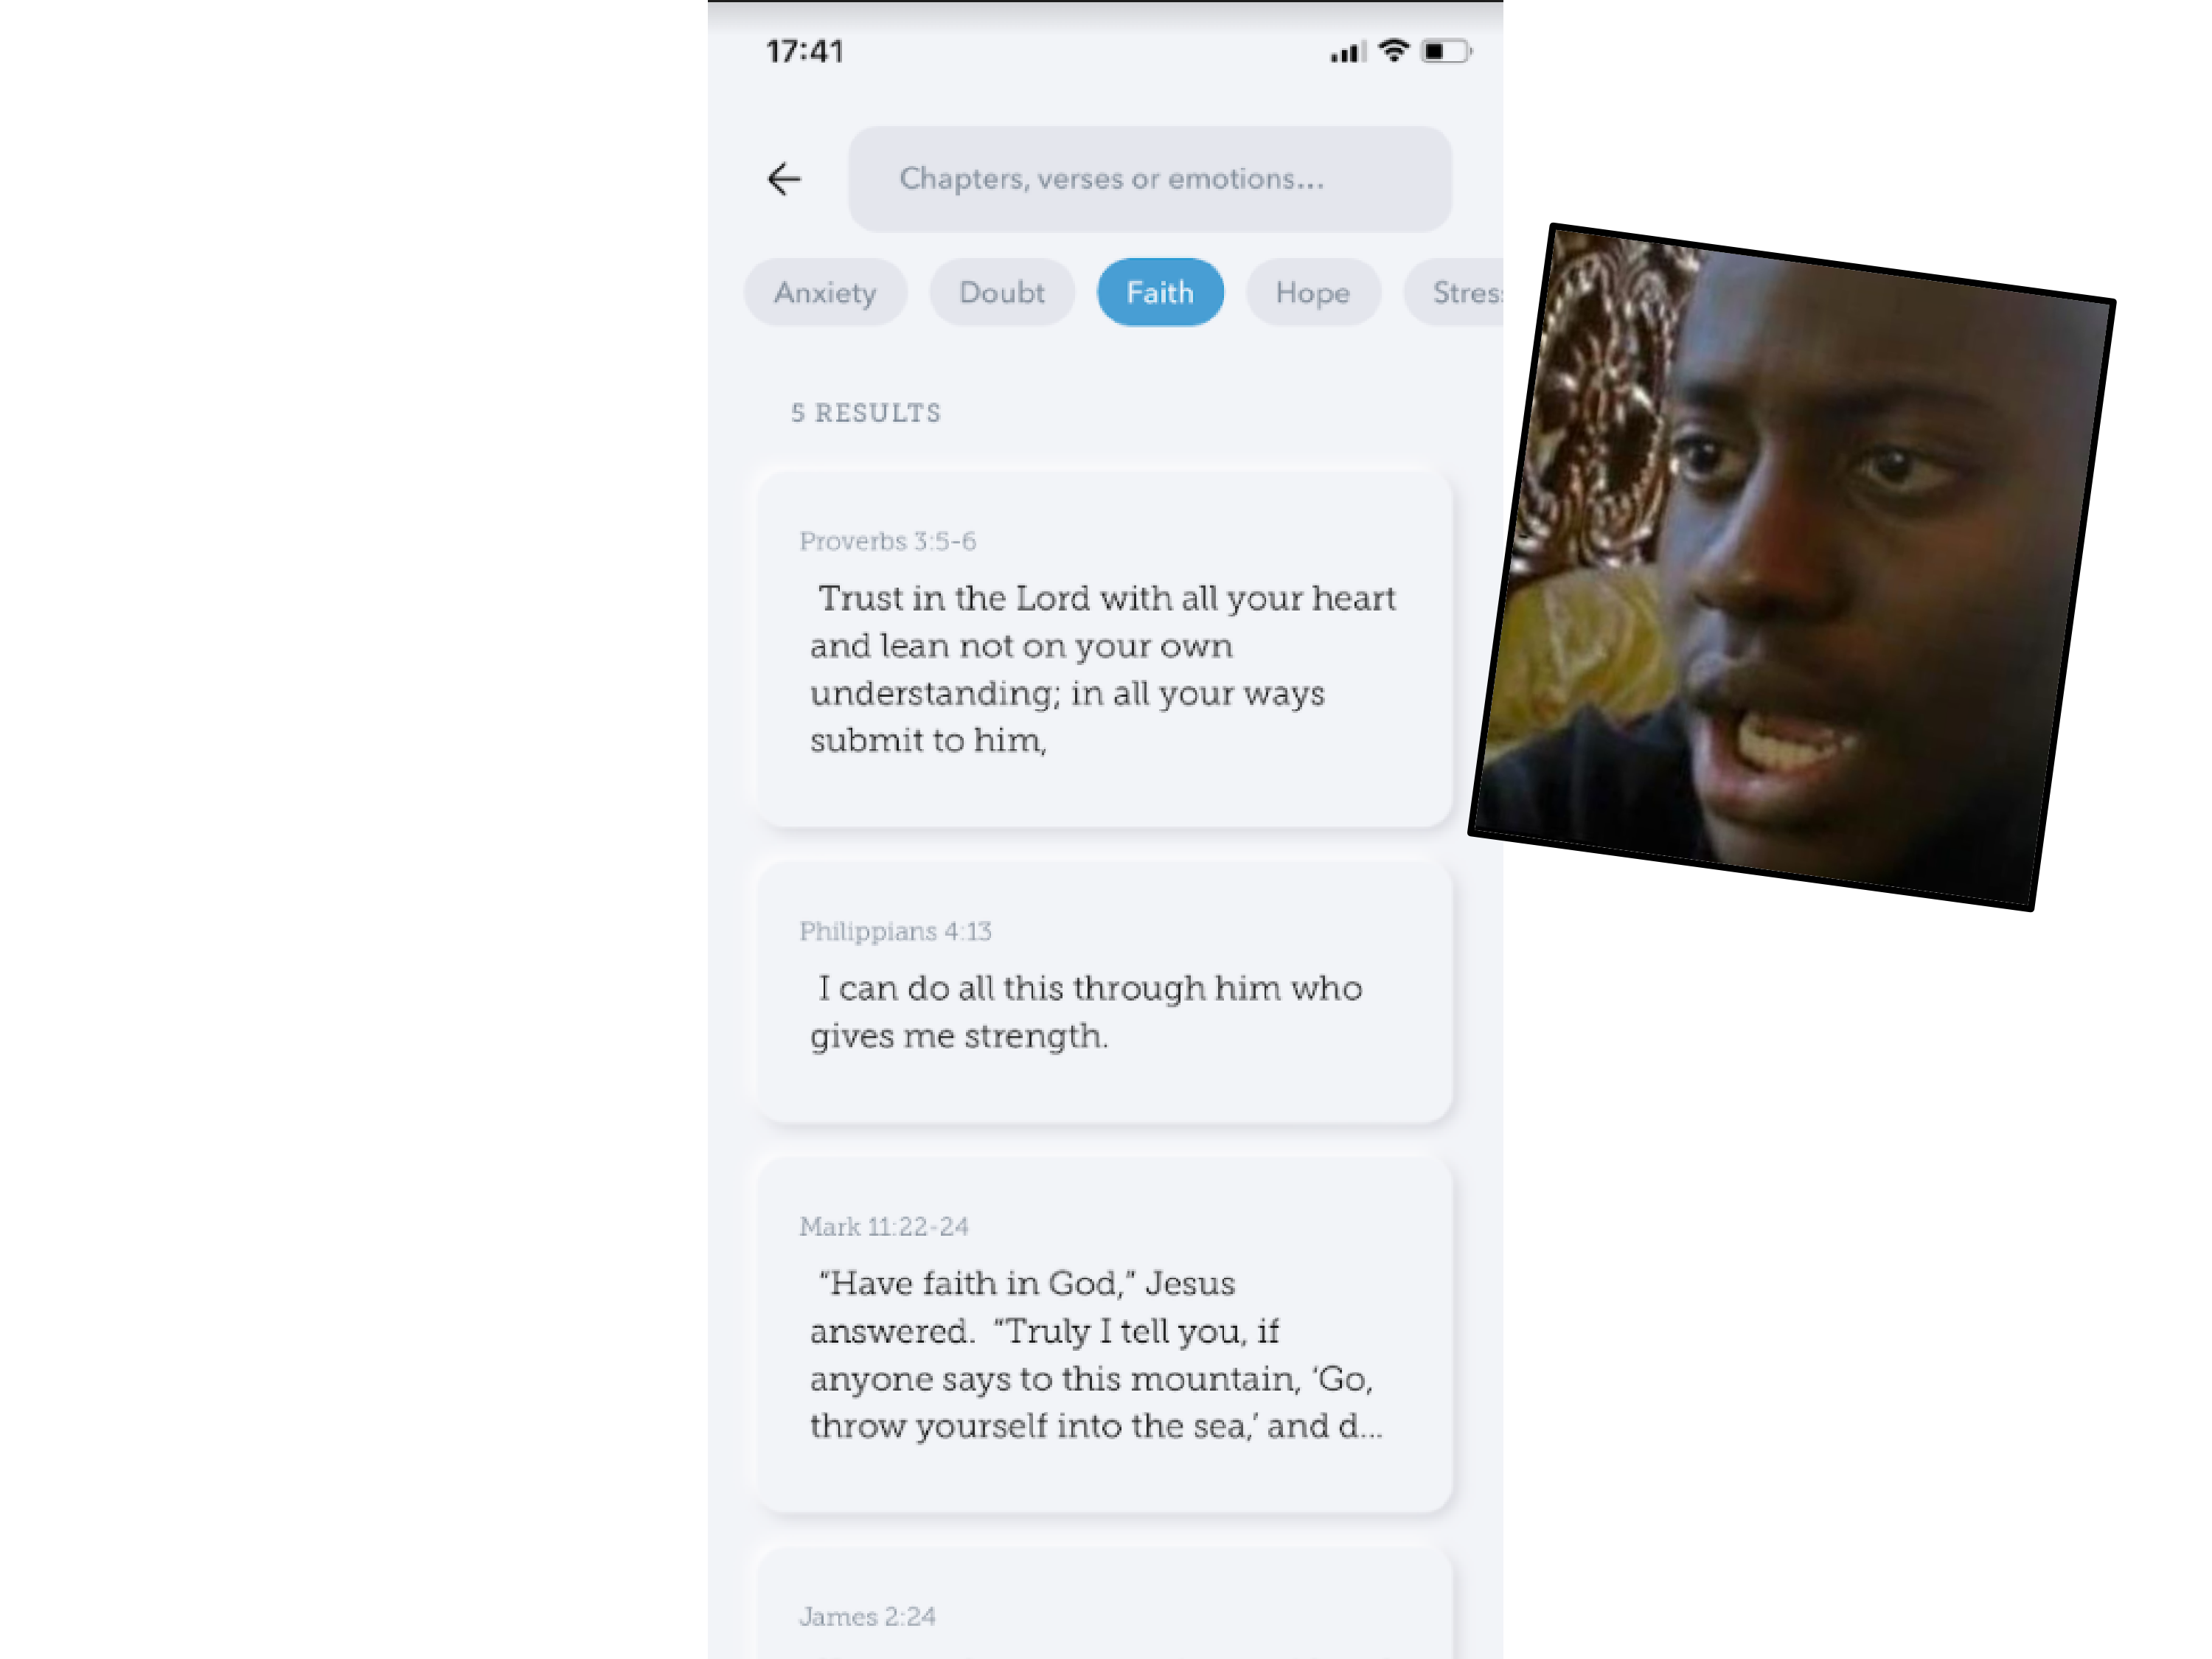 17:41
Chapters, verses or emotions...
Anxiety Doubt Faith Hope Stres
5 RESULTS
Proverbs 3:5-6
Trust in the Lord with all your heart
and lean not on your own
understanding; in all your ways
submit to him,
Philippians 4:13
I can do all this through him who
gives me strength.
Mark 11:22-24
“Have faith in God,” Jesus
answered.  “Truly I tell you, if
anyone says to this mountain, ‘Go,
throw yourself into the sea,’ and d...
James 2:24